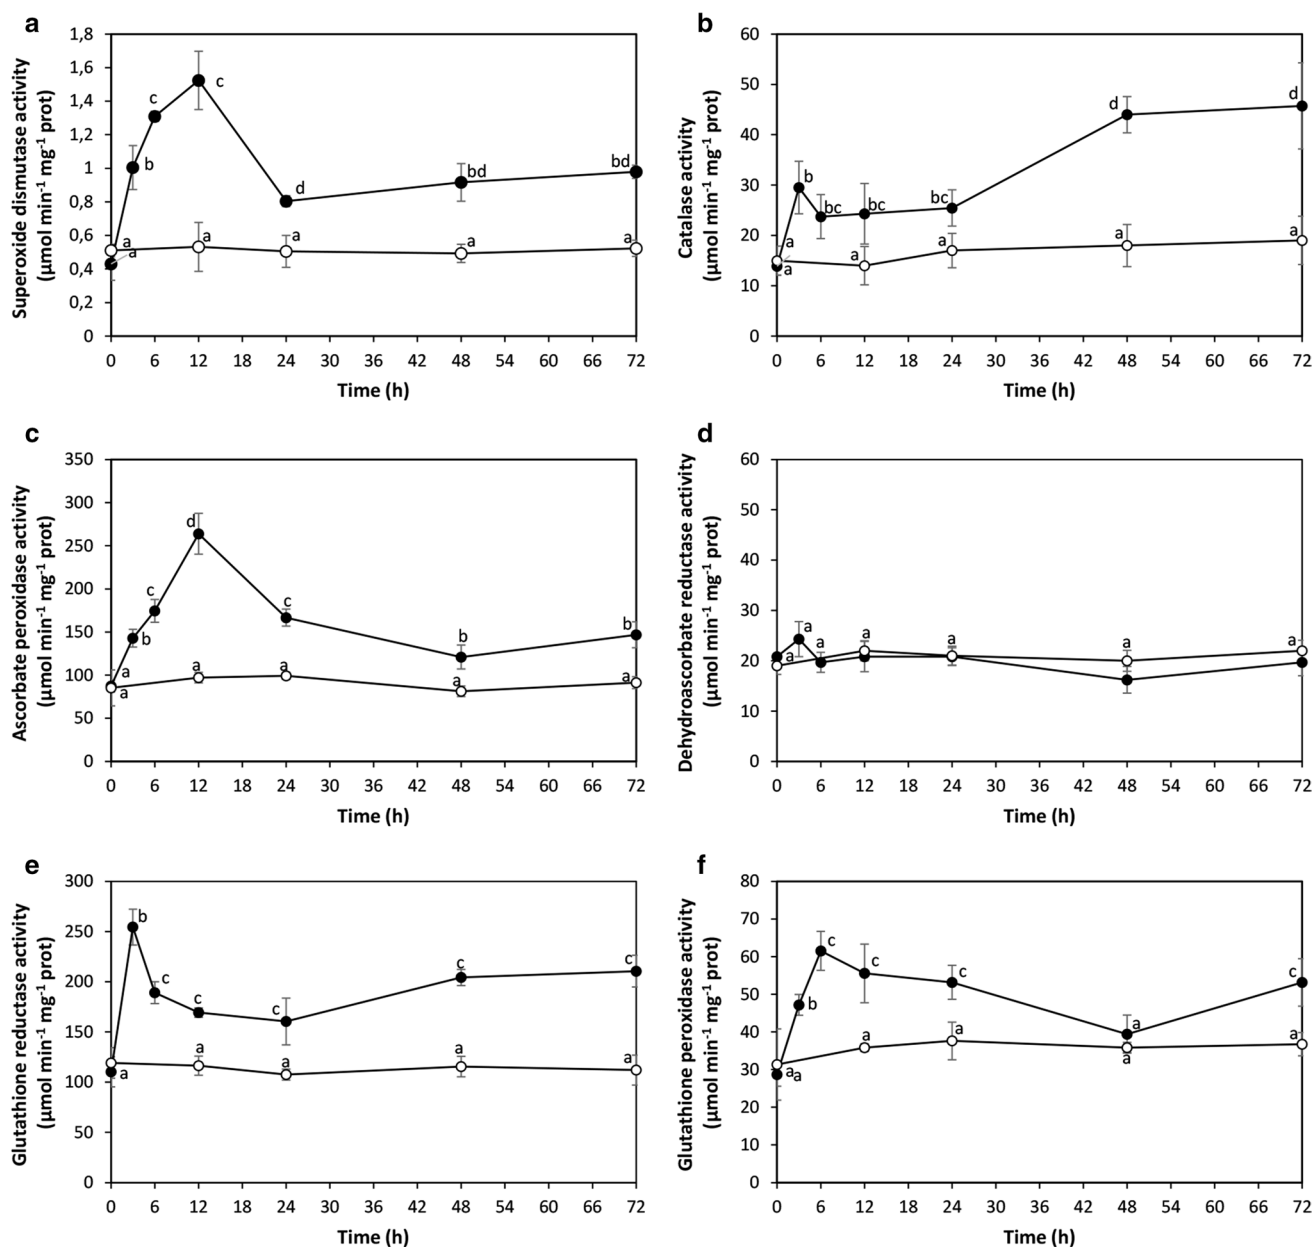 a
Superoxide dismutase activity
(µmol min⁻¹ mg⁻¹ prot)
1,8
1,6
1,4
1,2
1
0,8
0,6
0,4
0,2
0
c
c
b
d
bd
bd
a
a
a
a
a
a
0 6 12 18 24 30 36 42 48 54 60 66 72
Time (h)
b
Catalase activity
(µmol min⁻¹ mg⁻¹ prot)
60
50
40
30
20
10
0
b
bc
bc
bc
d
d
a
a
a
a
a
a
0 6 12 18 24 30 36 42 48 54 60 66 72
Time (h)
c
Ascorbate peroxidase activity
(µmol min⁻¹ mg⁻¹ prot)
350
300
250
200
150
100
50
0
d
c
b
c
b
b
a
a
a
a
a
a
0 6 12 18 24 30 36 42 48 54 60 66 72
Time (h)
d
Dehydroascorbate reductase activity
(µmol min⁻¹ mg⁻¹ prot)
60
50
40
30
20
10
0
a
a
a
a
a
a
a
0 6 12 18 24 30 36 42 48 54 60 66 72
Time (h)
e
Glutathione reductase activity
(µmol min⁻¹ mg⁻¹ prot)
300
250
200
150
100
50
0
b
c
c
c
c
c
a
a
a
a
a
0 6 12 18 24 30 36 42 48 54 60 66 72
Time (h)
f
Glutathione peroxidase activity
(µmol min⁻¹ mg⁻¹ prot)
80
70
60
50
40
30
20
10
0
c
b
c
c
a
c
a
a
a
a
a
a
0 6 12 18 24 30 36 42 48 54 60 66 72
Time (h)